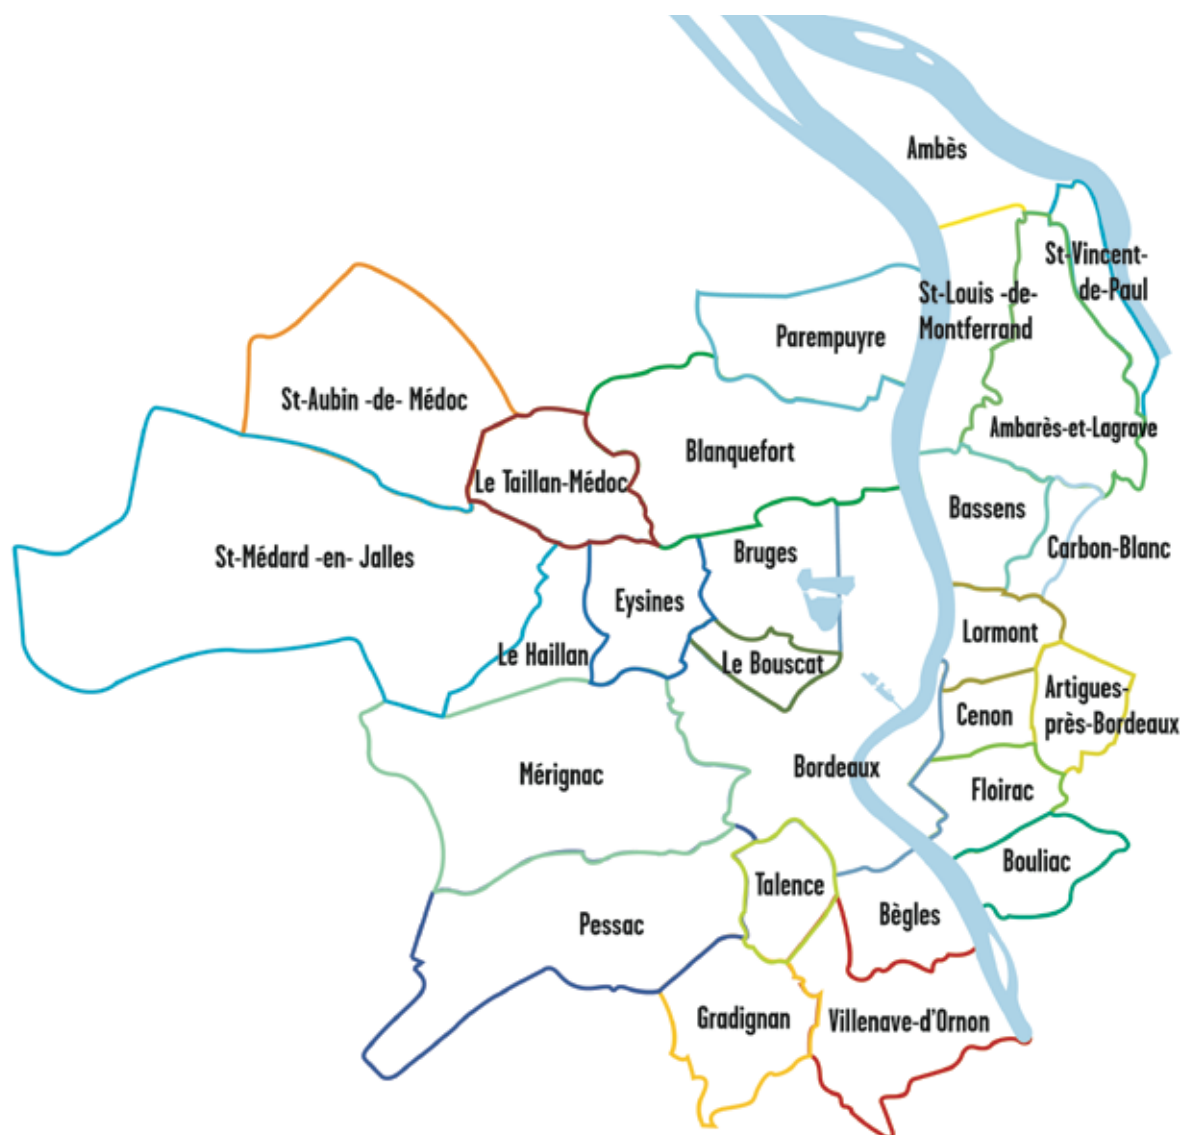 Ambès
St-Vincent-
de-Paul
St-Louis -de-
Montferrand
Parempuyre
St-Aubin -de- Médoc
Ambarès-et-Lagrave
Blanquefort
Le Taillan-Médoc
Bassens
Bruges
Carbon-Blanc
St-Médard -en- Jalles
Eysines
Lormont
Le Haillan
Le Bouscat
Artigues-
près-Bordeaux
Cenon
Mérignac
Bordeaux
Floirac
Bouliac
Talence
Bègles
Pessac
Gradignan
Villenave-d'Ornon